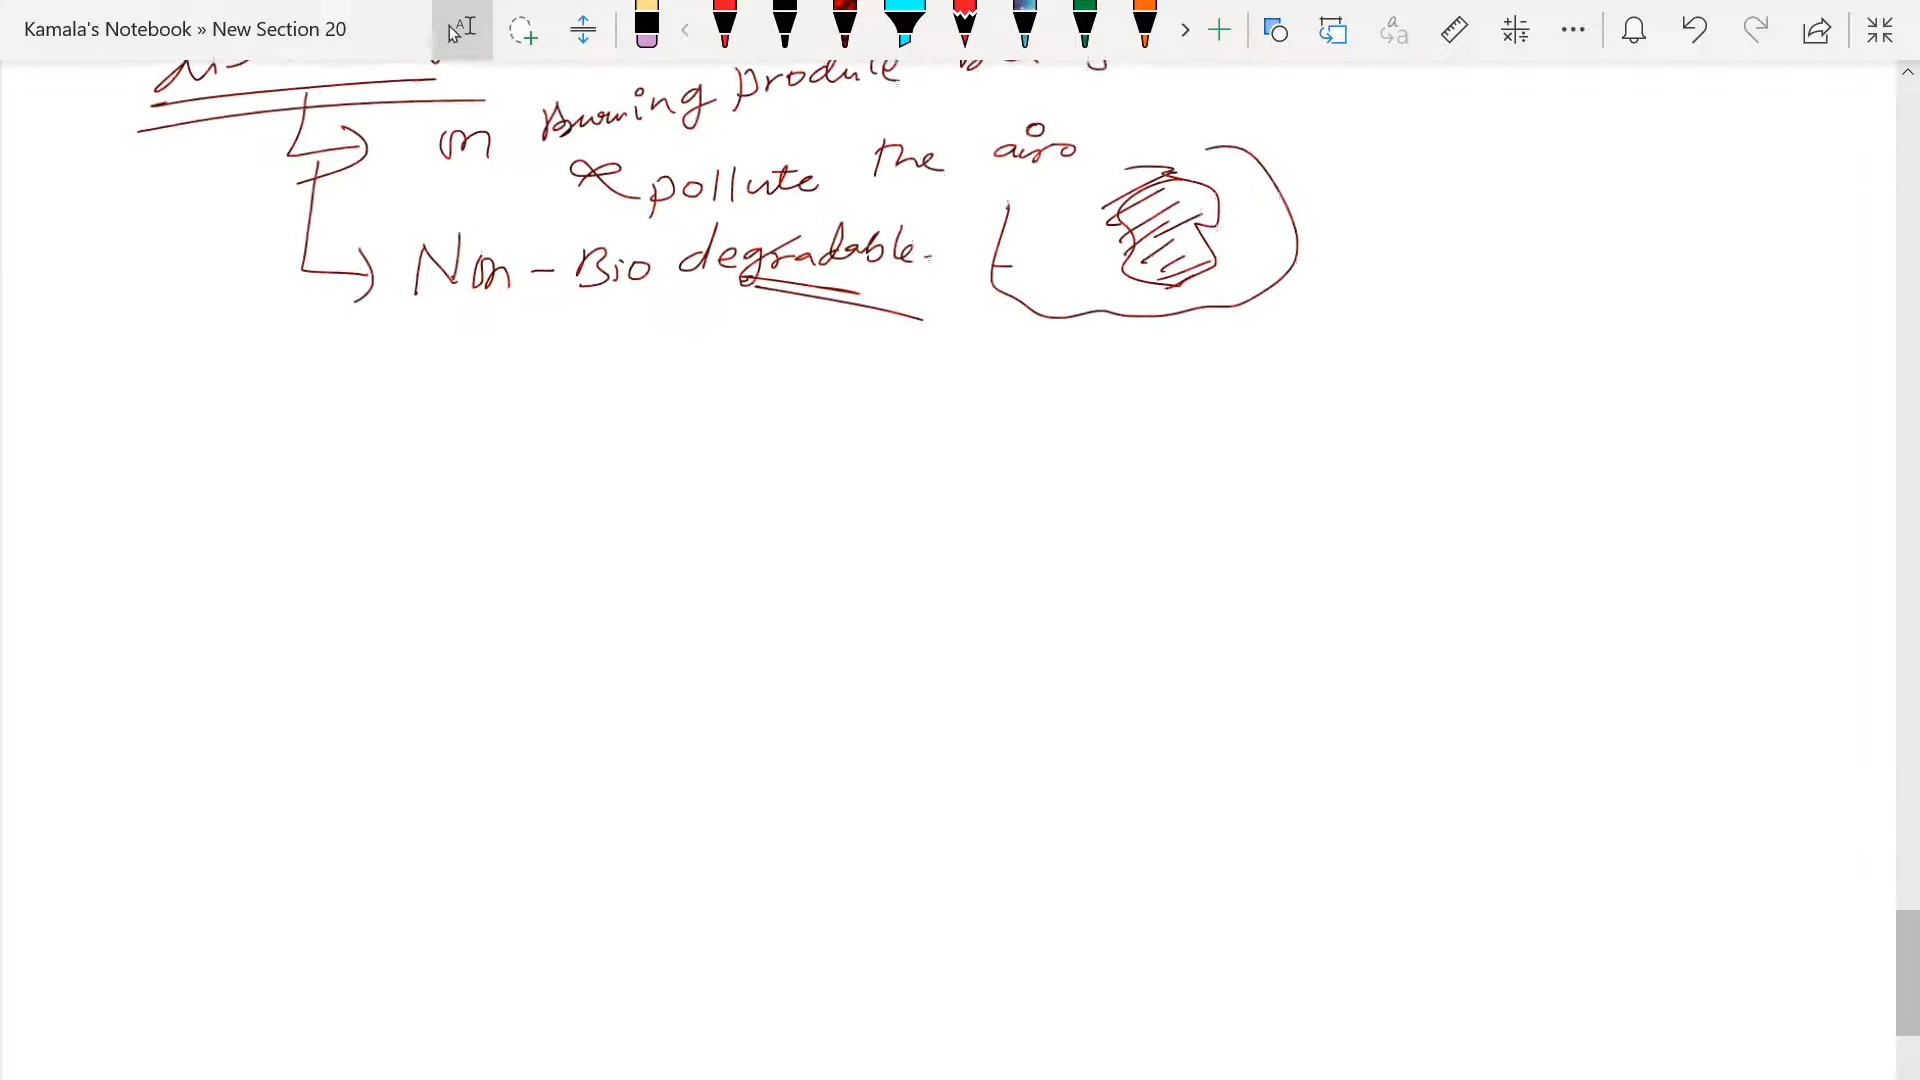 Kamala's Notebook » New Section 20
on Burning produce
& pollute the air
Non - Bio degradable.